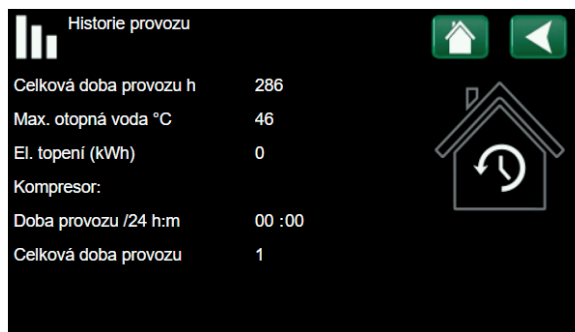 Historie provozu
Celková doba provozu h 286
Max. otopná voda °C 46
El. topení (kWh) 0
Kompresor:
Doba provozu /24 h:m 00 :00
Celková doba provozu 1